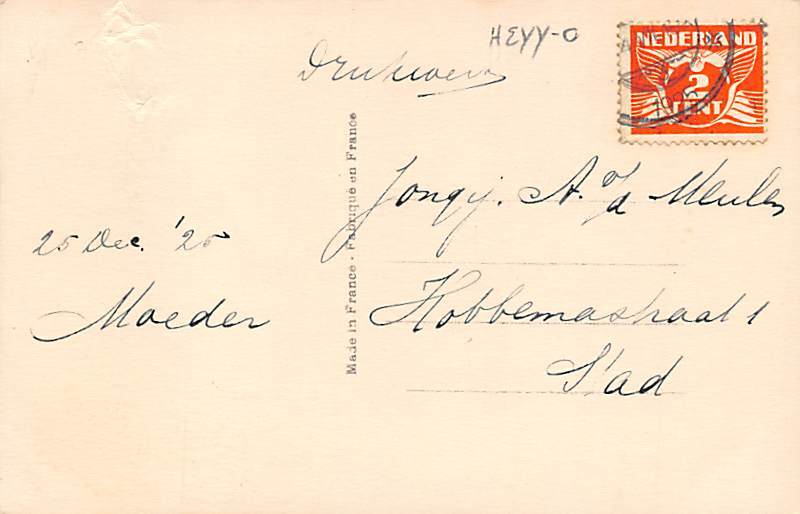 HEYY-O
Drukwerk
NEDERLAND
2
CENT
1925
Made in France - Fabriqué en France
Jongej. A. v/d Meulen
25 Dec. '25
Moeder
Hobbemastraat 1
S'ad